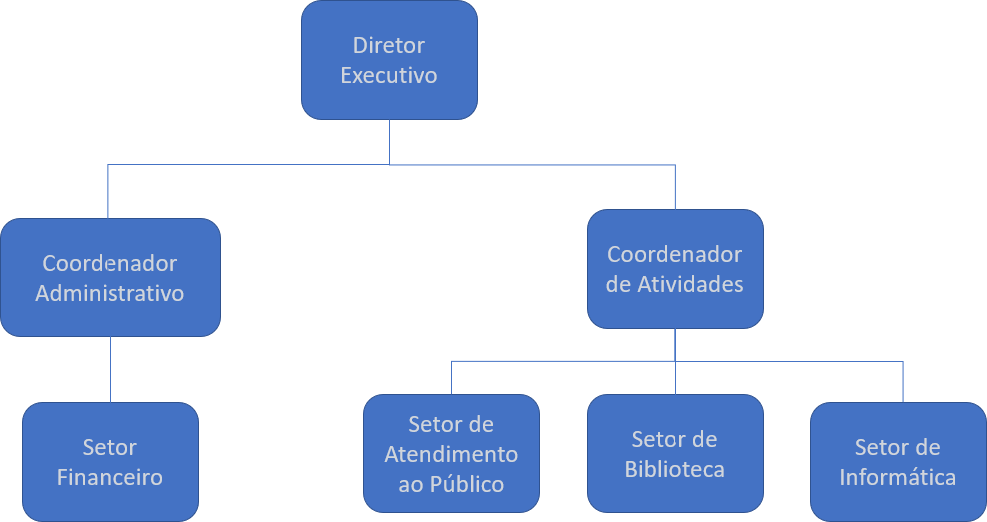 Diretor
Executivo
Coordenador
Administrativo
Coordenador
de Atividades
Setor
Financeiro
Setor de
Atendimento
ao Público
Setor de
Biblioteca
Setor de
Informática